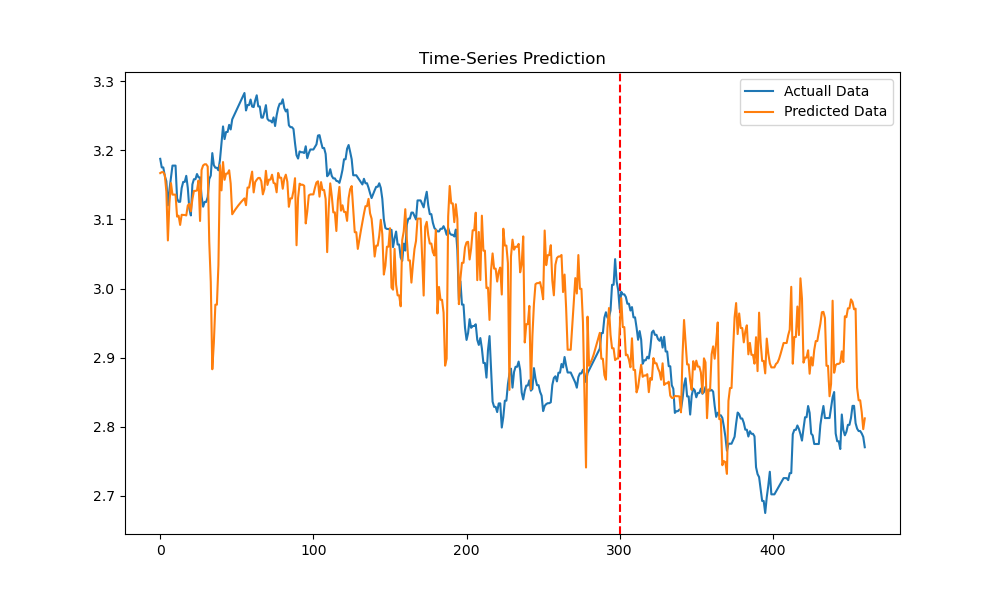 Time-Series Prediction
Actuall Data
Predicted Data
3.3
3.2
3.1
3.0
2.9
2.8
2.7
0 100 200 300 400